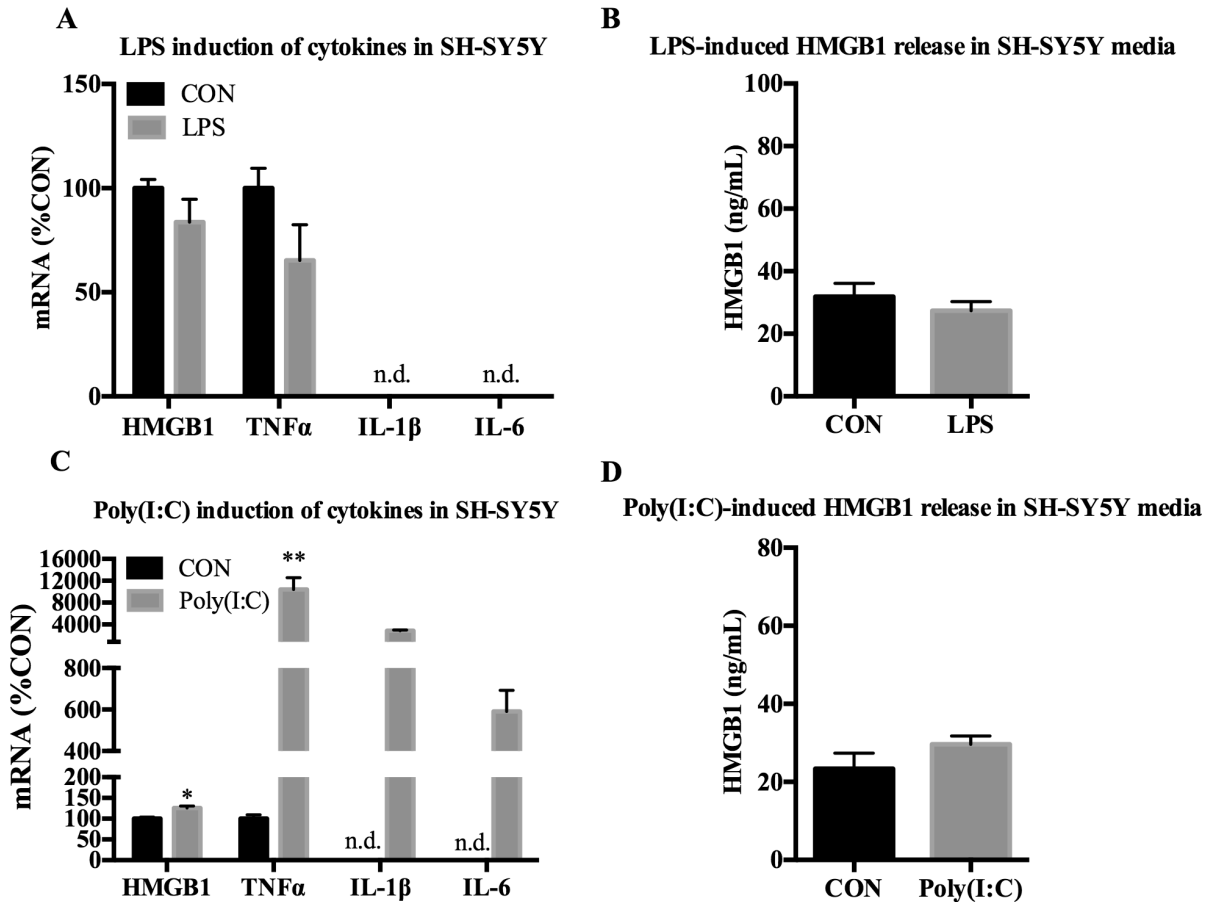 A
LPS induction of cytokines in SH-SY5Y
150
100
50
0
mRNA (%CON)
CON
LPS
n.d.
n.d.
HMGB1
TNFα
IL-1β
IL-6
B
LPS-induced HMGB1 release in SH-SY5Y media
100
80
60
40
20
0
HMGB1 (ng/mL)
CON
LPS
C
Poly(I:C) induction of cytokines in SH-SY5Y
16000
12000
8000
4000
800
600
400
200
150
100
50
0
mRNA (%CON)
CON
Poly(I:C)
*
**
n.d.
n.d.
HMGB1
TNFα
IL-1β
IL-6
D
Poly(I:C)-induced HMGB1 release in SH-SY5Y media
80
60
40
20
0
HMGB1 (ng/mL)
CON
Poly(I:C)